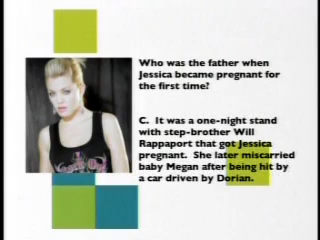 Who was the father when
Jessica became pregnant for
the first time?
C. It was a one-night stand
with step-brother Will
Rappaport that got Jessica
pregnant. She later miscarried
baby Megan after being hit by
a car driven by Dorian.